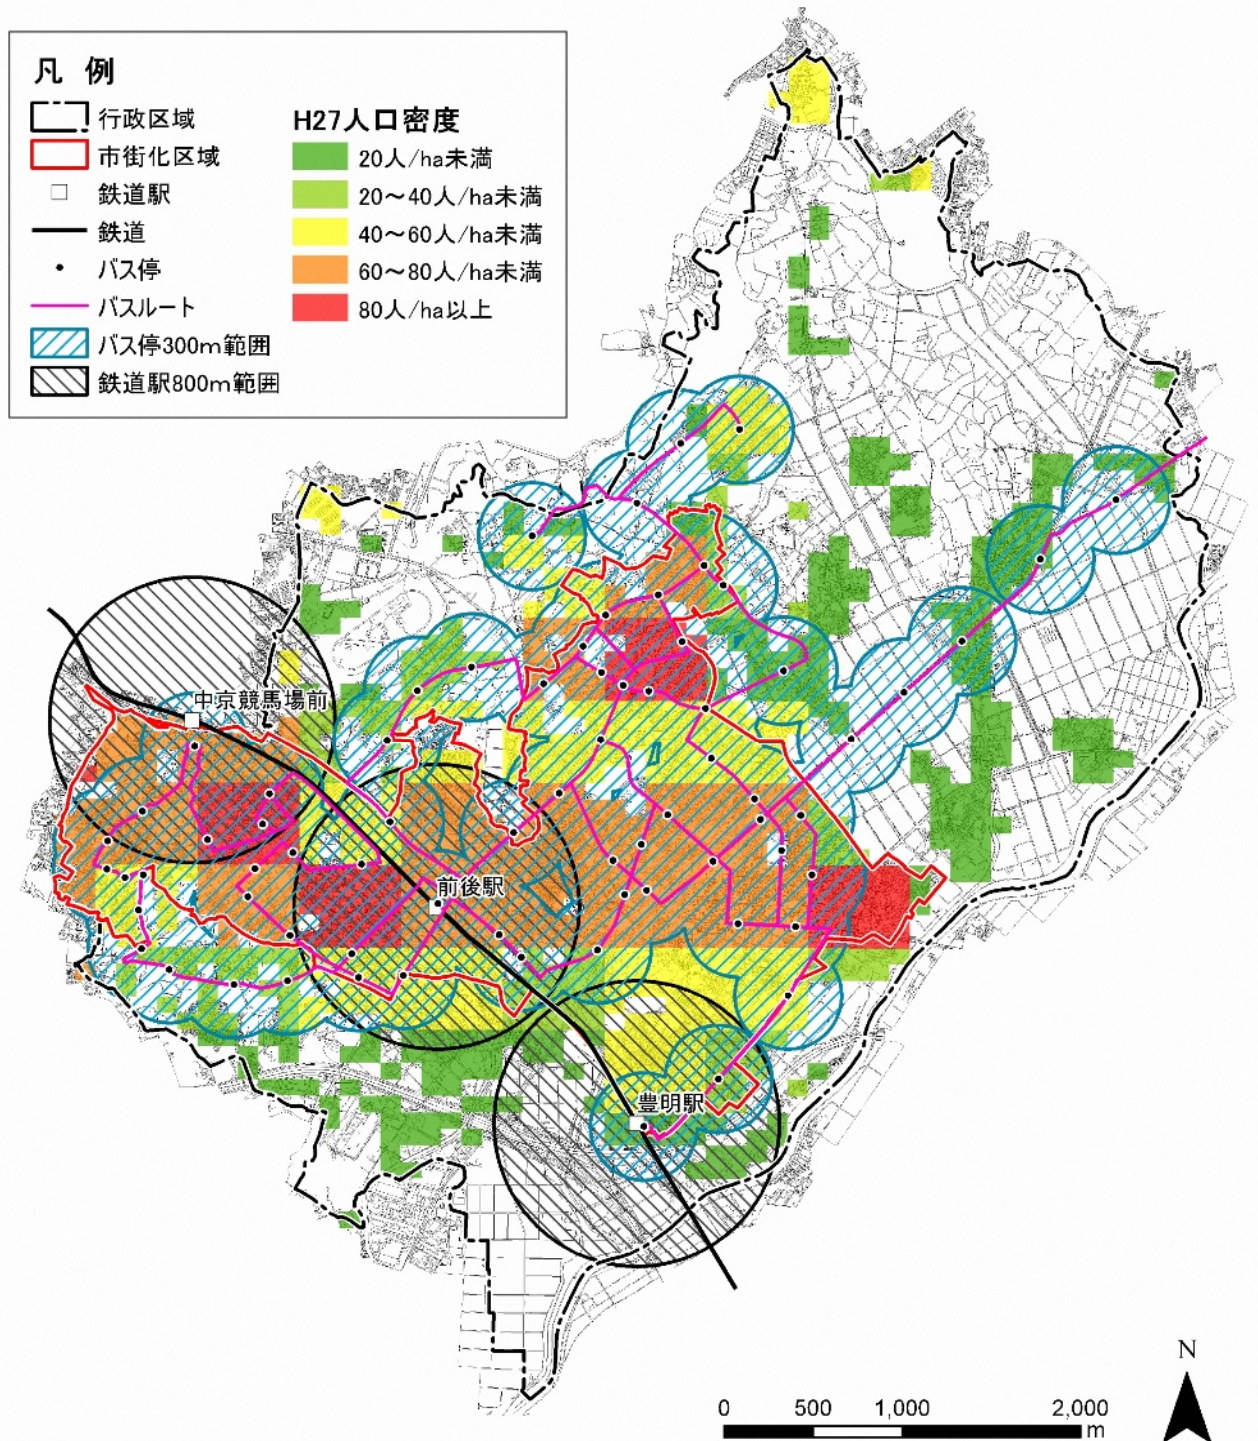 凡 例
行政区域
市街化区域
鉄道駅
鉄道
バス停
バスルート
バス停300m範囲
鉄道駅800m範囲
H27人口密度
20人/ha未満
20～40人/ha未満
40～60人/ha未満
60～80人/ha未満
80人/ha以上
中京競馬場前
前後駅
豊明駅
0 500 1,000 2,000
m
N